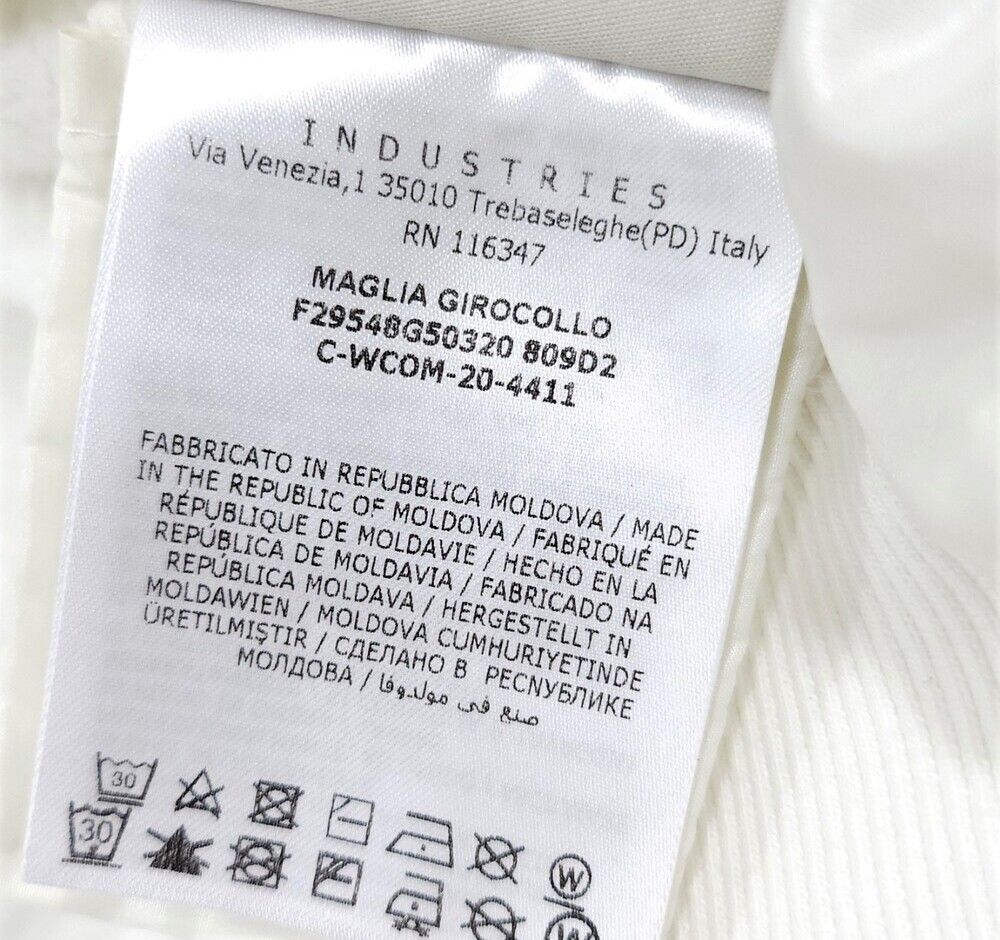 INDUSTRIES
Via Venezia,1 35010 Trebaseleghe(PD) Italy
RN 116347
MAGLIA GIROCOLLO
F29548G50320 809D2
C-WCOM-20-4411
FABBRICATO IN REPUBBLICA MOLDOVA / MADE
IN THE REPUBLIC OF MOLDOVA / FABRIQUÉ EN
RÉPUBLIQUE DE MOLDAVIE / HECHO EN LA
REPÚBLICA DE MOLDAVIA / FABRICADO NA
REPÚBLICA MOLDAVA / HERGESTELLT IN
MOLDAWIEN / MOLDOVA CUMHURIYETINDE
ÜRETILMIŞTIR / СДЕЛАНО В РЕСПУБЛИКЕ
МОЛДОВА / صنع في مولدوفا
30 W
30 W